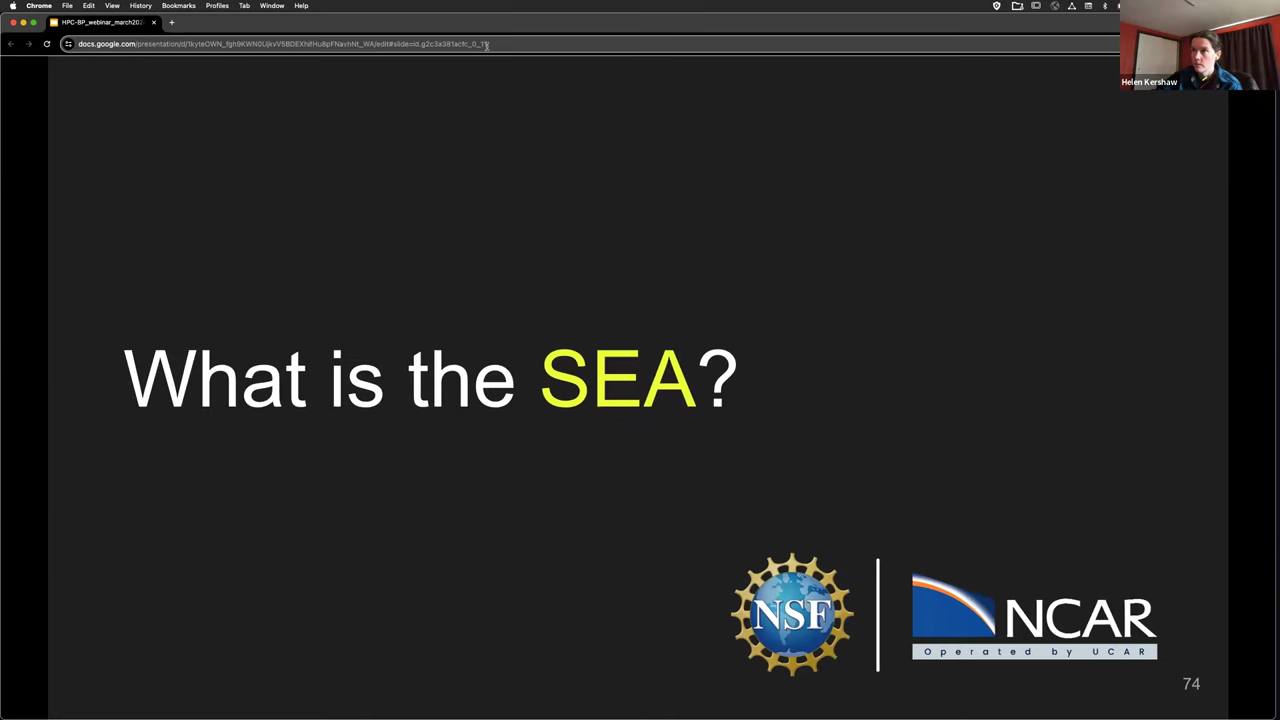 Chrome File Edit View History Bookmarks Profiles Tab Window Help
HPC-BP_webinar_march202
Helen Kershaw
What is the SEA?
NSF
NCAR
Operated by UCAR
74